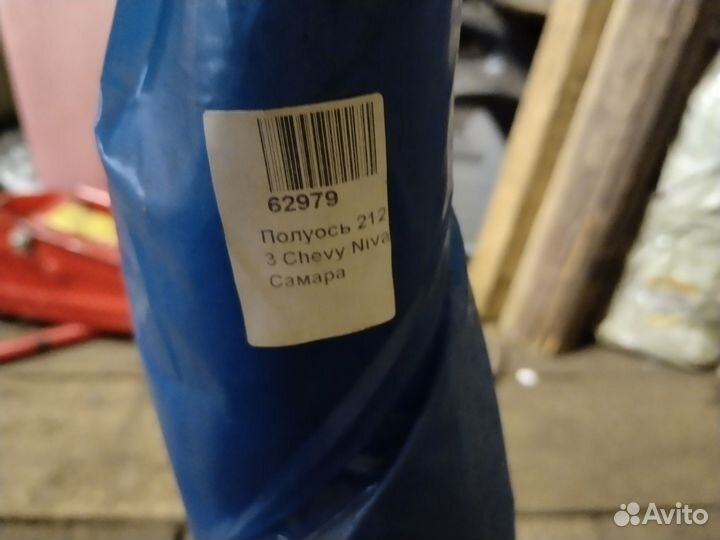 62979
Полуось 212
3 Chevy Niva
Самара
Avito